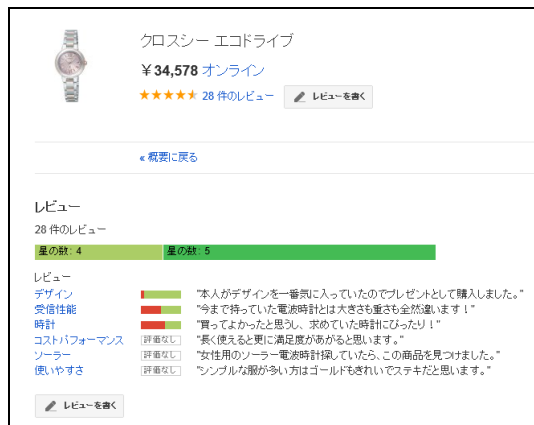 クロスシー エコドライブ
￥34,578 オンライン
28 件のレビュー レビューを書く
« 概要に戻る
レビュー
28 件のレビュー
星の数: 4 星の数: 5
レビュー
デザイン "本人がデザインを一番気に入っていたのでプレゼントとして購入しました。"
受信性能 "今まで持っていた電波時計とは大きさも重さも全然違います！"
時計 "買ってよかったと思うし、求めていた時計にぴったり！"
コストパフォーマンス 評価なし "長く使えると更に満足度があがると思います。"
ソーラー 評価なし "女性用のソーラー電波時計探していたら、この商品を見つけました。"
使いやすさ 評価なし "シンプルな服が多い方はゴールドもきれいでステキだと思います。"
レビューを書く